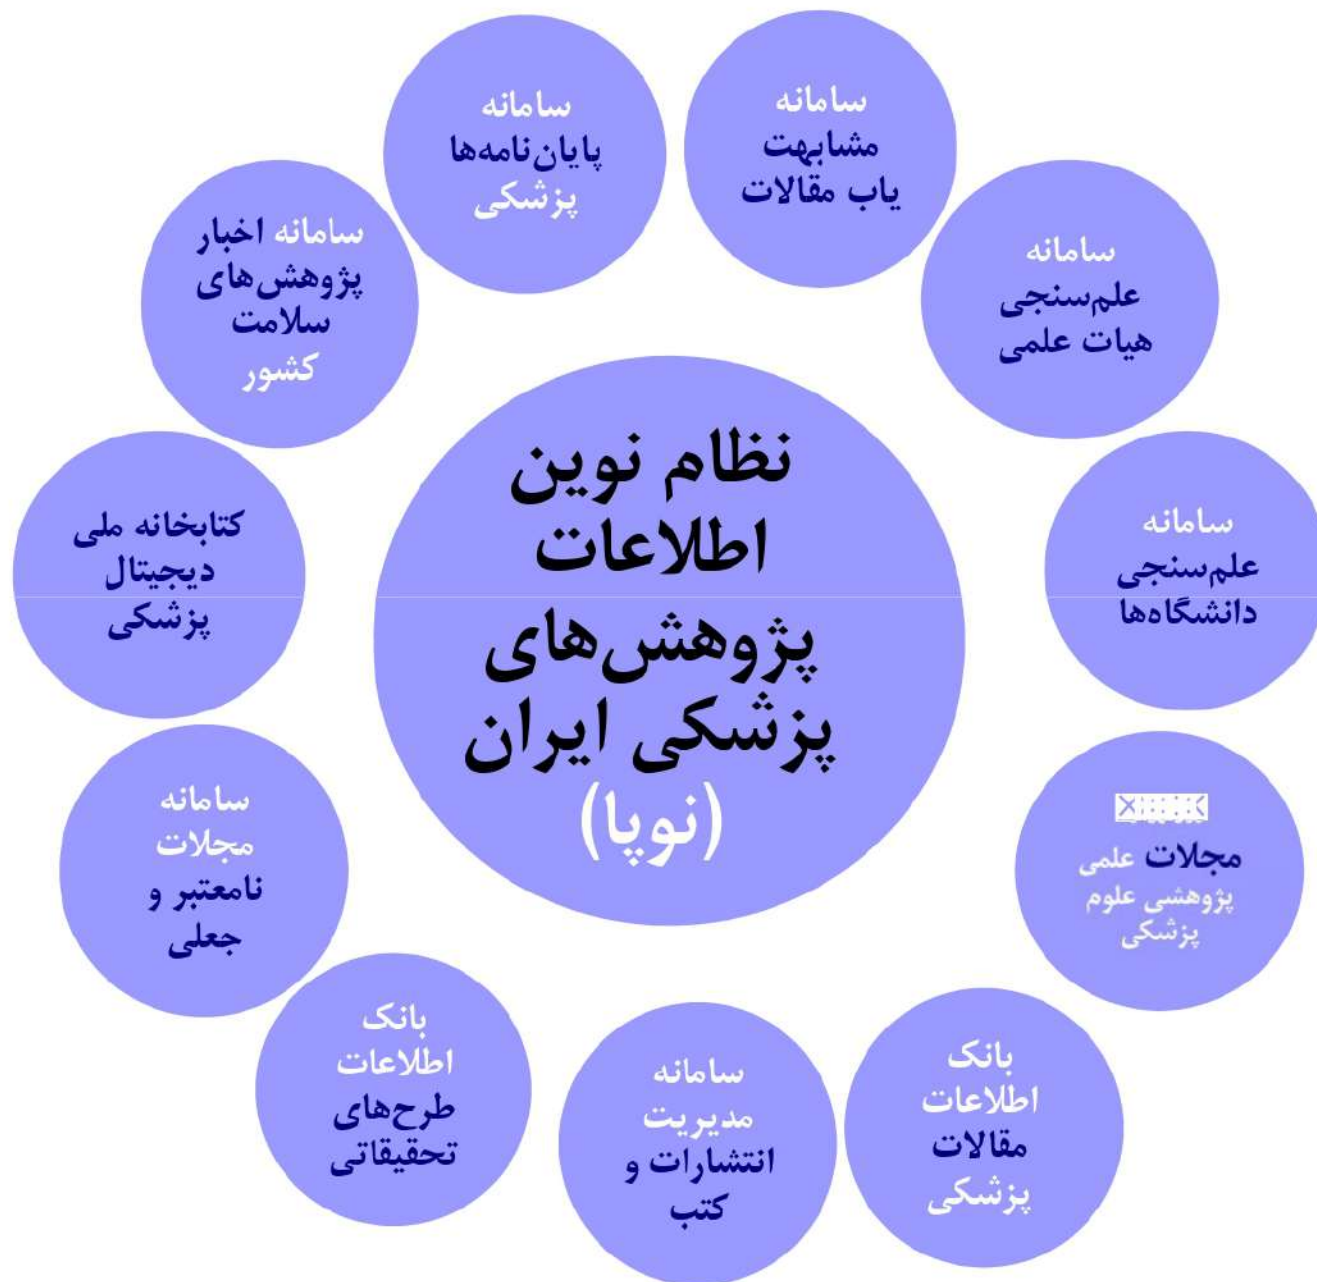 سامانه
مشابهت
یاب مقالات
سامانه
علم‌سنجی
هیات علمی
سامانه
علم‌سنجی
دانشگاه‌ها
مجلات علمی
پژوهشی علوم
پزشکی
بانک
اطلاعات
مقالات
پزشکی
سامانه
مدیریت
انتشارات و
کتب
بانک
اطلاعات
طرح‌های
تحقیقاتی
سامانه
مجلات
نامعتبر و
جعلی
کتابخانه ملی
دیجیتال
پزشکی
سامانه اخبار
پژوهش‌های
سلامت
کشور
سامانه
پایان‌نامه‌ها
پزشکی
نظام نوین
اطلاعات
پژوهش‌های
پزشکی ایران
(نوپا)